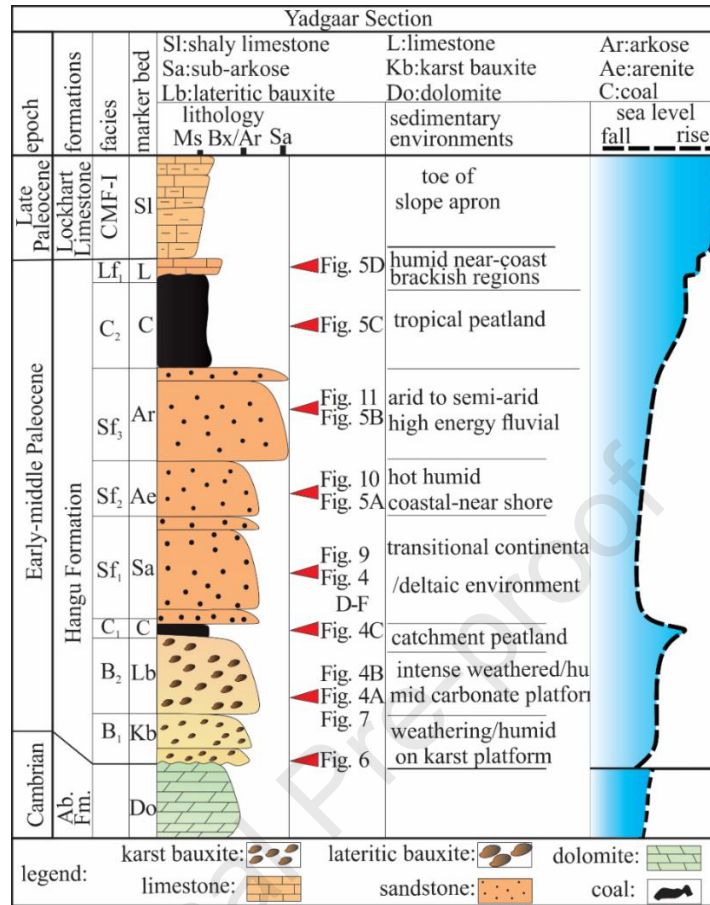 Yadgaar Section
Sl:shaly limestone L:limestone Ar:arkose
Sa:sub-arkose Kb:karst bauxite Ae:arenite
Lb:lateritic bauxite Do:dolomite C:coal
epoch
formations
facies
marker bed
lithology
Ms Bx/Ar Sa
sedimentary
environments
sea level
fall rise
Late
Paleocene
Lockhart
Limestone
CMF-I
Sl
toe of
slope apron
Early-middle Paleocene
Hangu Formation
Lf₁ L
Fig. 5D
humid near-coast
brackish regions
C₂ C
Fig. 5C
tropical peatland
Sf₃ Ar
Fig. 11
Fig. 5B
arid to semi-arid
high energy fluvial
Sf₂ Ae
Fig. 10
Fig. 5A
hot humid
coastal-near shore
Sf₁ Sa
Fig. 9
Fig. 4
D-F
transitional continenta
/deltaic environment
C₁ C
Fig. 4C
catchment peatland
B₂ Lb
Fig. 4B
Fig. 4A
Fig. 7
intense weathered/hu
mid carbonate platform
B₁ Kb
Fig. 6
weathering/humid
on karst platform
Cambrian
Ab.
Fm.
Do
legend:
karst bauxite: lateritic bauxite: dolomite:
limestone: sandstone: coal:
Pre-proof